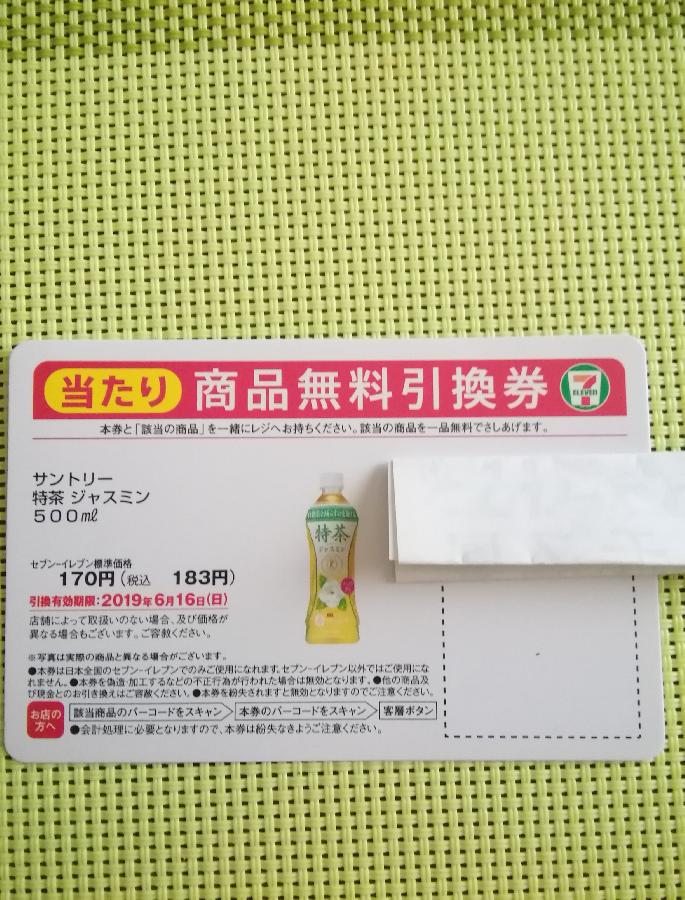 当たり 商品無料引換券 7 ELEVEN
本券と「該当の商品」を一緒にレジへお持ちください。該当の商品を一品無料でさしあげます。
サントリー
特茶 ジャスミン
500㎖
特茶
ジャスミン
セブン-イレブン標準価格
170円(税込 183円)
引換有効期限:2019年6月16日(日)
店舗によって取扱いのない場合、及び価格が
異なる場合もございます。ご容赦ください。
※写真は実際の商品と異なる場合がございます。
●本券は日本全国のセブン-イレブンでのみご使用になれます。セブン-イレブン以外ではご使用にな
れません。●本券を偽造・加工するなどの不正行為が行われた場合は無効となります。●他の商品及
び現金とのお引き換えはご容赦ください。●本券を紛失されますと無効となりますのでご注意ください。
お店の方へ 該当商品のバーコードをスキャン 本券のバーコードをスキャン 客層ボタン
●会計処理に必要となりますので、本券は紛失なきようご注意ください。